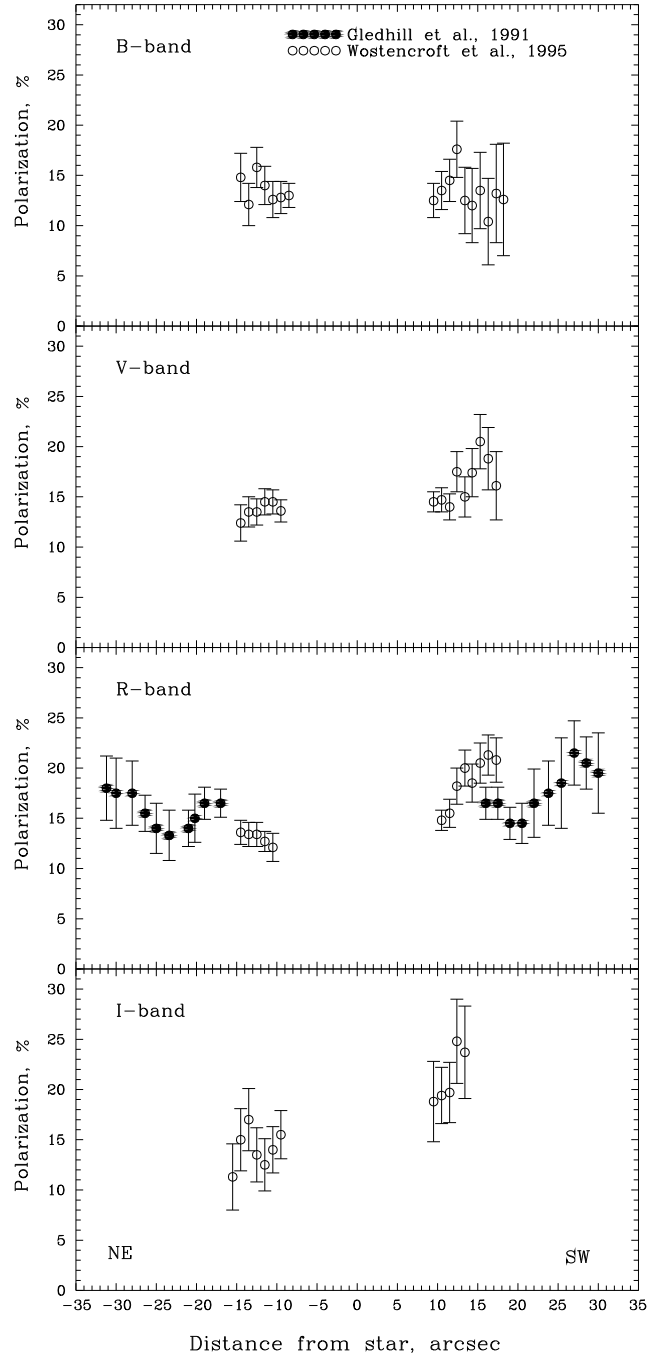 B-band
Gledhill et al., 1991
Wostencroft et al., 1995
Polarization, %
30
25
20
15
10
5
0
V-band
Polarization, %
30
25
20
15
10
5
0
R-band
Polarization, %
30
25
20
15
10
5
0
I-band
Polarization, %
30
25
20
15
10
5
0
NE
SW
-35 -30 -25 -20 -15 -10 -5 0 5 10 15 20 25 30 35
Distance from star, arcsec